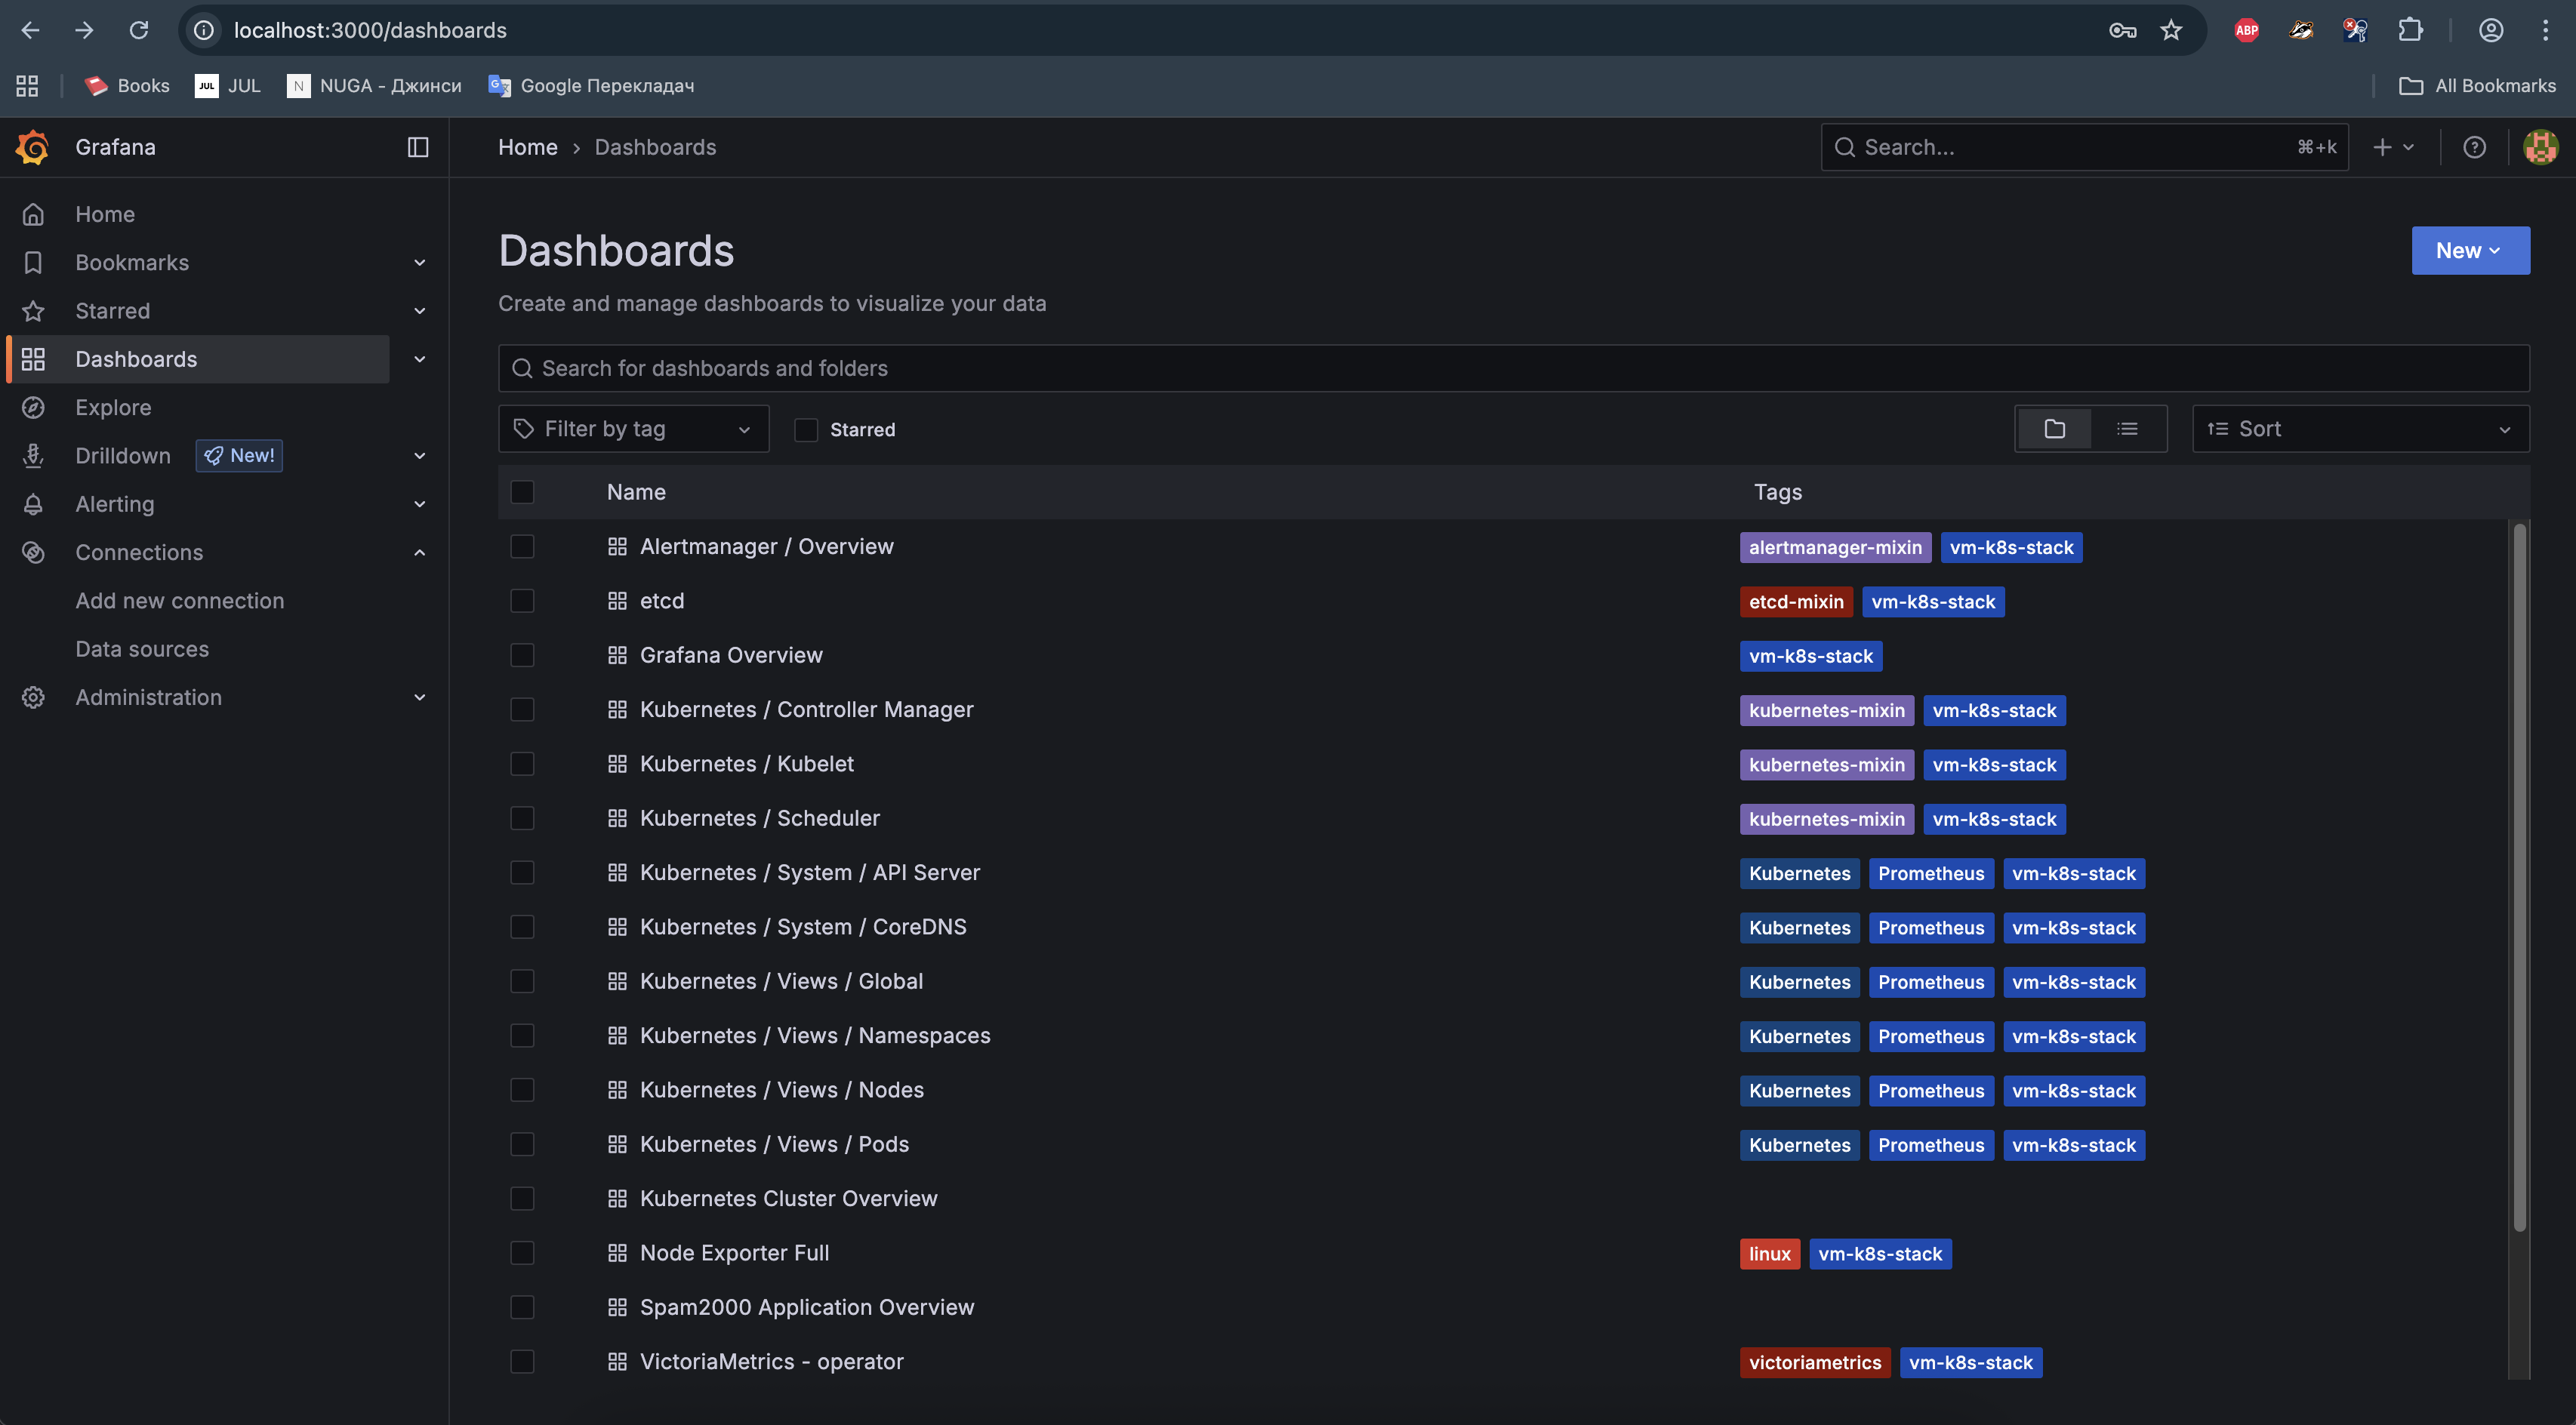 localhost:3000/dashboards
ABP
Books
JUL JUL
N NUGA - Джинси
Google Перекладач
All Bookmarks
Grafana
Home › Dashboards
Search...
⌘+k
Home
Bookmarks
Starred
Dashboards
Explore
Drilldown New!
Alerting
Connections
Add new connection
Data sources
Administration
Dashboards
New
Create and manage dashboards to visualize your data
Search for dashboards and folders
Filter by tag
Starred
Sort
Name Tags
Alertmanager / Overview alertmanager-mixin vm-k8s-stack
etcd etcd-mixin vm-k8s-stack
Grafana Overview vm-k8s-stack
Kubernetes / Controller Manager kubernetes-mixin vm-k8s-stack
Kubernetes / Kubelet kubernetes-mixin vm-k8s-stack
Kubernetes / Scheduler kubernetes-mixin vm-k8s-stack
Kubernetes / System / API Server Kubernetes Prometheus vm-k8s-stack
Kubernetes / System / CoreDNS Kubernetes Prometheus vm-k8s-stack
Kubernetes / Views / Global Kubernetes Prometheus vm-k8s-stack
Kubernetes / Views / Namespaces Kubernetes Prometheus vm-k8s-stack
Kubernetes / Views / Nodes Kubernetes Prometheus vm-k8s-stack
Kubernetes / Views / Pods Kubernetes Prometheus vm-k8s-stack
Kubernetes Cluster Overview
Node Exporter Full linux vm-k8s-stack
Spam2000 Application Overview
VictoriaMetrics - operator victoriametrics vm-k8s-stack